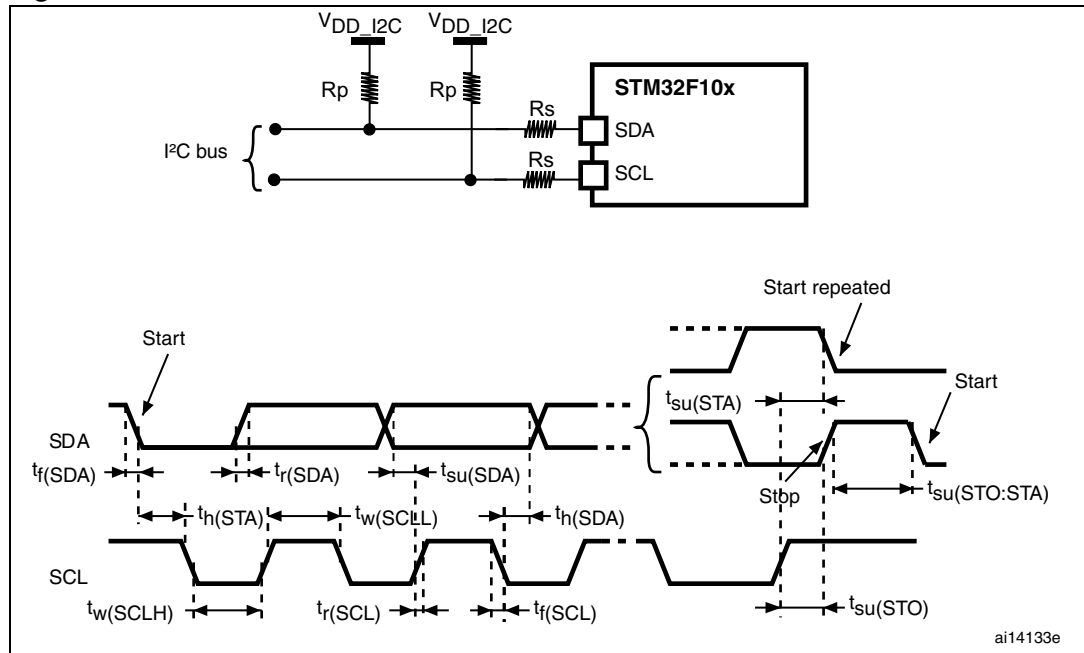 VDD_I2C VDD_I2C
Rp Rp
STM32F10x
Rs
SDA
I²C bus
Rs
SCL
Start repeated
Start
Start
tsu(STA)
SDA
tf(SDA) tr(SDA) tsu(SDA)
Stop
tsu(STO:STA)
th(STA) tw(SCLL) th(SDA)
SCL
tw(SCLH) tr(SCL) tf(SCL) tsu(STO)
ai14133e